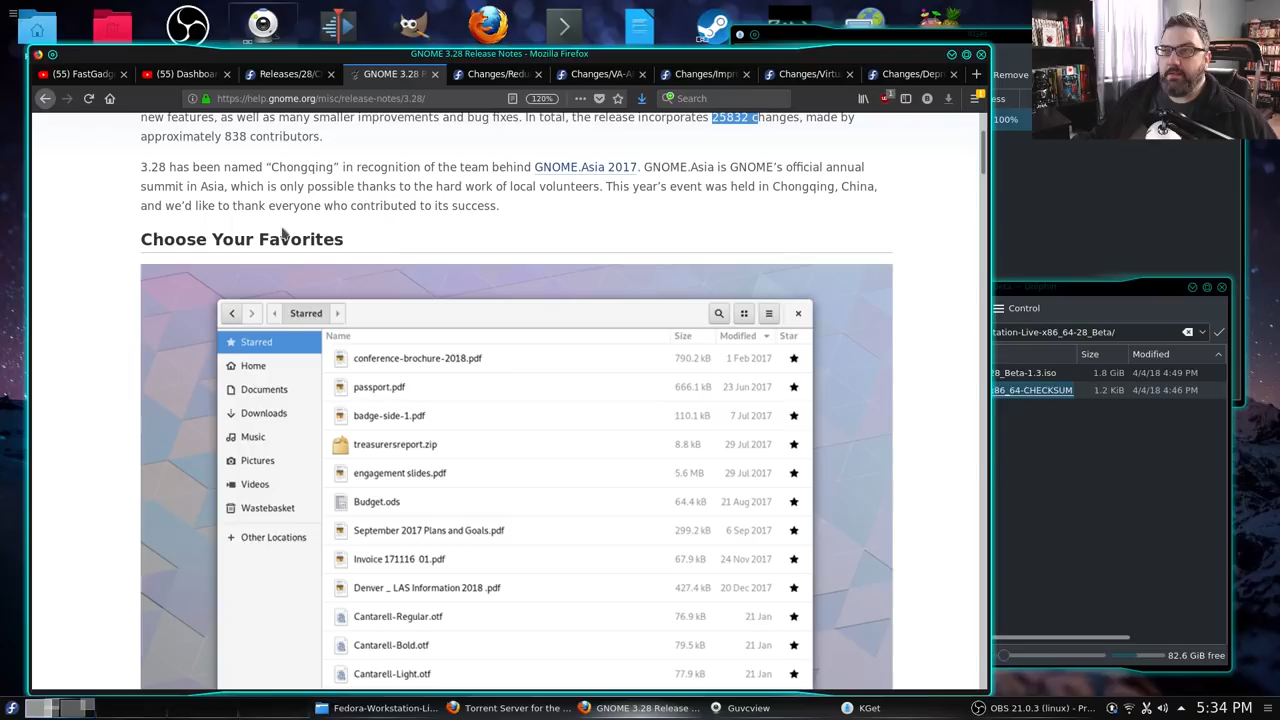 GNOME 3.28 Release Notes - Mozilla Firefox
KGet
(55) FastGadg
(55) Dashboa
Releases/28/C
GNOME 3.28 R
Changes/Redu
Changes/VA-A
Changes/Impro
Changes/Virtu
Changes/Depr
Remove
https://help.gnome.org/misc/release-notes/3.28/
120%
Search
ess
100%
new features, as well as many smaller improvements and bug fixes. In total, the release incorporates 25832 changes, made by
approximately 838 contributors.
3.28 has been named “Chongqing” in recognition of the team behind GNOME.Asia 2017. GNOME.Asia is GNOME’s official annual
summit in Asia, which is only possible thanks to the hard work of local volunteers. This year’s event was held in Chongqing, China,
and we’d like to thank everyone who contributed to its success.
Choose Your Favorites
Starred
Name Size Modified Star
Starred
Home
Documents
Downloads
Music
Pictures
Videos
Wastebasket
Other Locations
conference-brochure-2018.pdf 790.2 kB 1 Feb 2017
passport.pdf 666.1 kB 23 Jun 2017
badge-side-1.pdf 110.1 kB 7 Jul 2017
treasurersreport.zip 8.8 kB 29 Jul 2017
engagement slides.pdf 5.6 MB 29 Jul 2017
Budget.ods 64.4 kB 21 Aug 2017
September 2017 Plans and Goals.pdf 299.2 kB 6 Sep 2017
Invoice 171116 01.pdf 67.9 kB 24 Nov 2017
Denver _ LAS Information 2018 .pdf 427.4 kB 20 Dec 2017
Cantarell-Regular.otf 76.9 kB 21 Jan
Cantarell-Bold.otf 79.5 kB 21 Jan
Cantarell-Light.otf 77.9 kB 21 Jan
Dolphin
Control
tation-Live-x86_64-28_Beta/
Size Modified
28_Beta-1.3.iso 1.8 GiB 4/4/18 4:49 PM
86_64-CHECKSUM 1.2 KiB 4/4/18 4:46 PM
82.6 GiB free
Fedora-Workstation-Li...
Torrent Server for the ...
GNOME 3.28 Release ...
Guvcview
KGet
OBS 21.0.3 (linux) - Pr...
5:34 PM